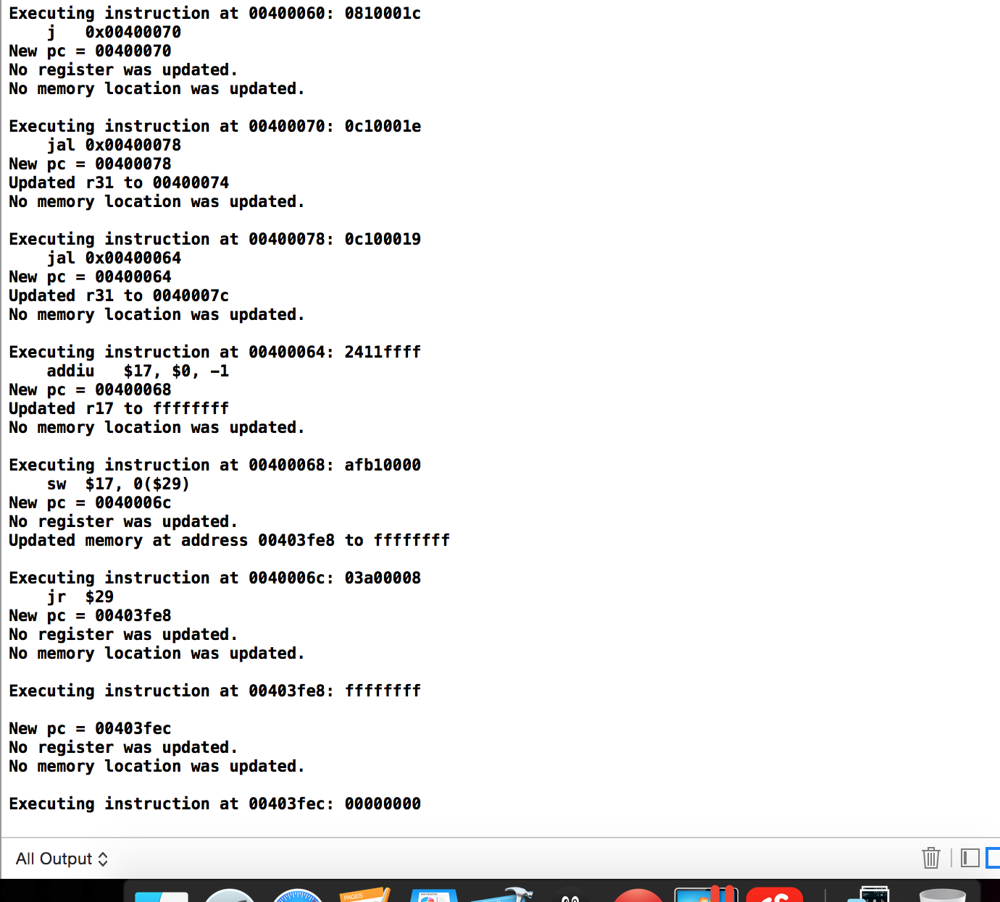 Executing instruction at 00400060: 0810001c
j 0x00400070
New pc = 00400070
No register was updated.
No memory location was updated.
Executing instruction at 00400070: 0c10001e
jal 0x00400078
New pc = 00400078
Updated r31 to 00400074
No memory location was updated.
Executing instruction at 00400078: 0c100019
jal 0x00400064
New pc = 00400064
Updated r31 to 0040007c
No memory location was updated.
Executing instruction at 00400064: 2411ffff
addiu $17, $0, -1
New pc = 00400068
Updated r17 to ffffffff
No memory location was updated.
Executing instruction at 00400068: afb10000
sw $17, 0($29)
New pc = 0040006c
No register was updated.
Updated memory at address 00403fe8 to ffffffff
Executing instruction at 0040006c: 03a00008
jr $29
New pc = 00403fe8
No register was updated.
No memory location was updated.
Executing instruction at 00403fe8: ffffffff
New pc = 00403fec
No register was updated.
No memory location was updated.
Executing instruction at 00403fec: 00000000
All Output
PAGES
KEYNOTE